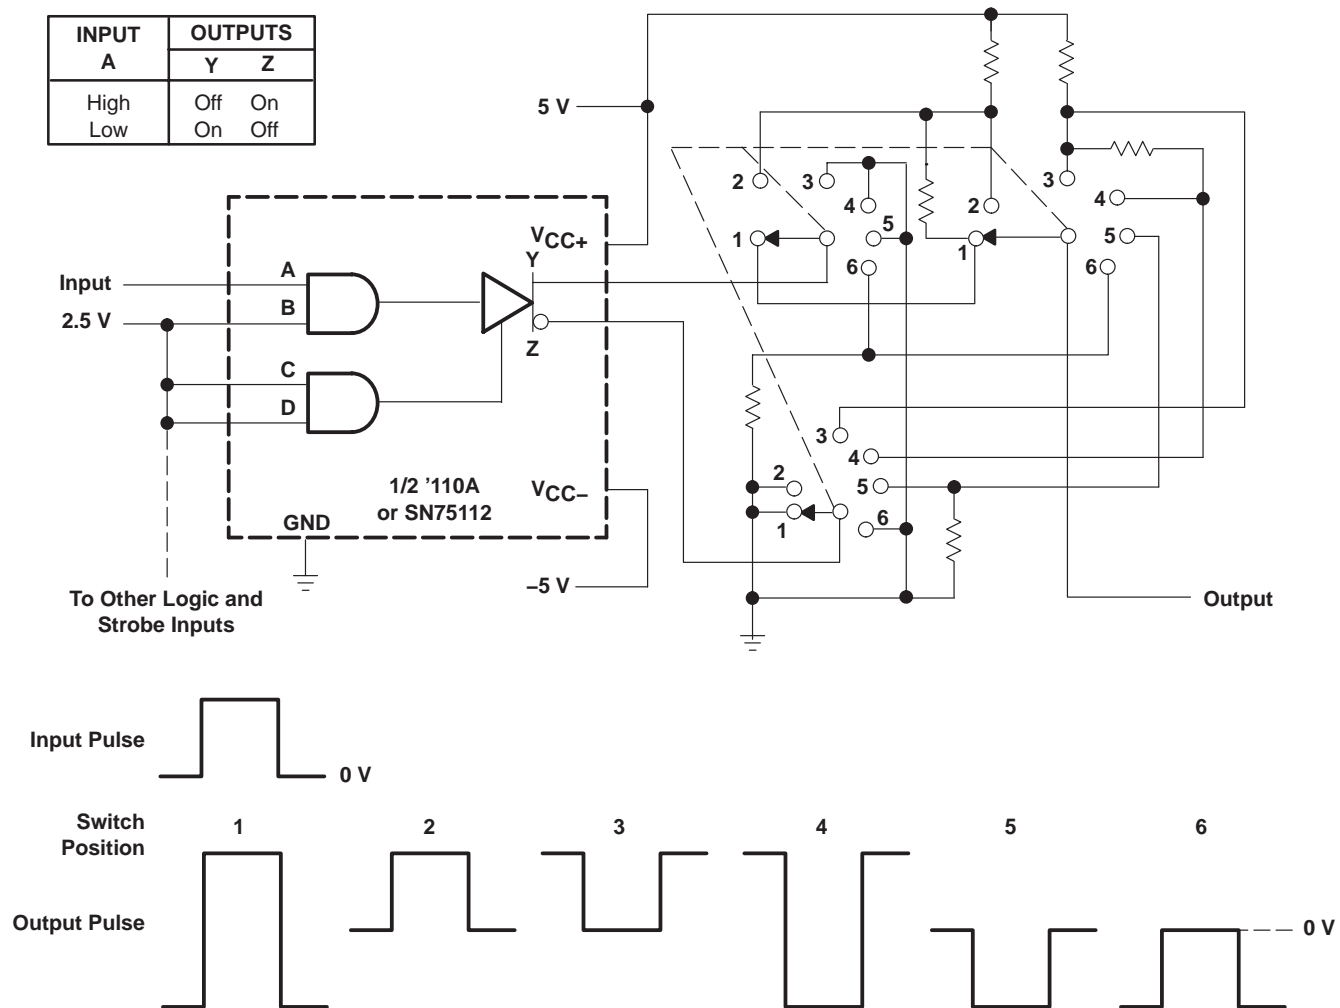 INPUT OUTPUTS
A Y Z
High Off On
Low On Off
5 V
2 3 4 5 1 6
2 1
3 4 5 6
VCC+
Y
Input A
2.5 V B
Z
C
D
3
4
2 5
1 6
1/2 '110A
or SN75112
VCC–
GND
–5 V
To Other Logic and
Strobe Inputs
Output
Input Pulse
0 V
Switch
Position
1 2 3 4 5 6
Output Pulse
0 V